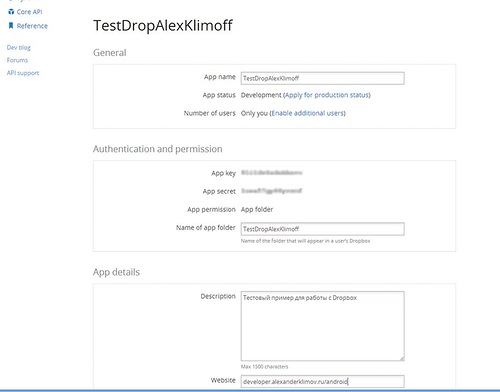 Core API
Reference
Dev blog
Forums
API support
TestDropAlexKlimoff
General
App name TestDropAlexKlimoff
App status Development (Apply for production status)
Number of users Only you (Enable additional users)
Authentication and permission
App key
App secret
App permission App folder
Name of app folder TestDropAlexKlimoff
Name of the folder that will appear in a user's Dropbox
App details
Description Тестовый пример для работы с Dropbox
Max 1500 characters
Website developer.alexanderklimov.ru/android